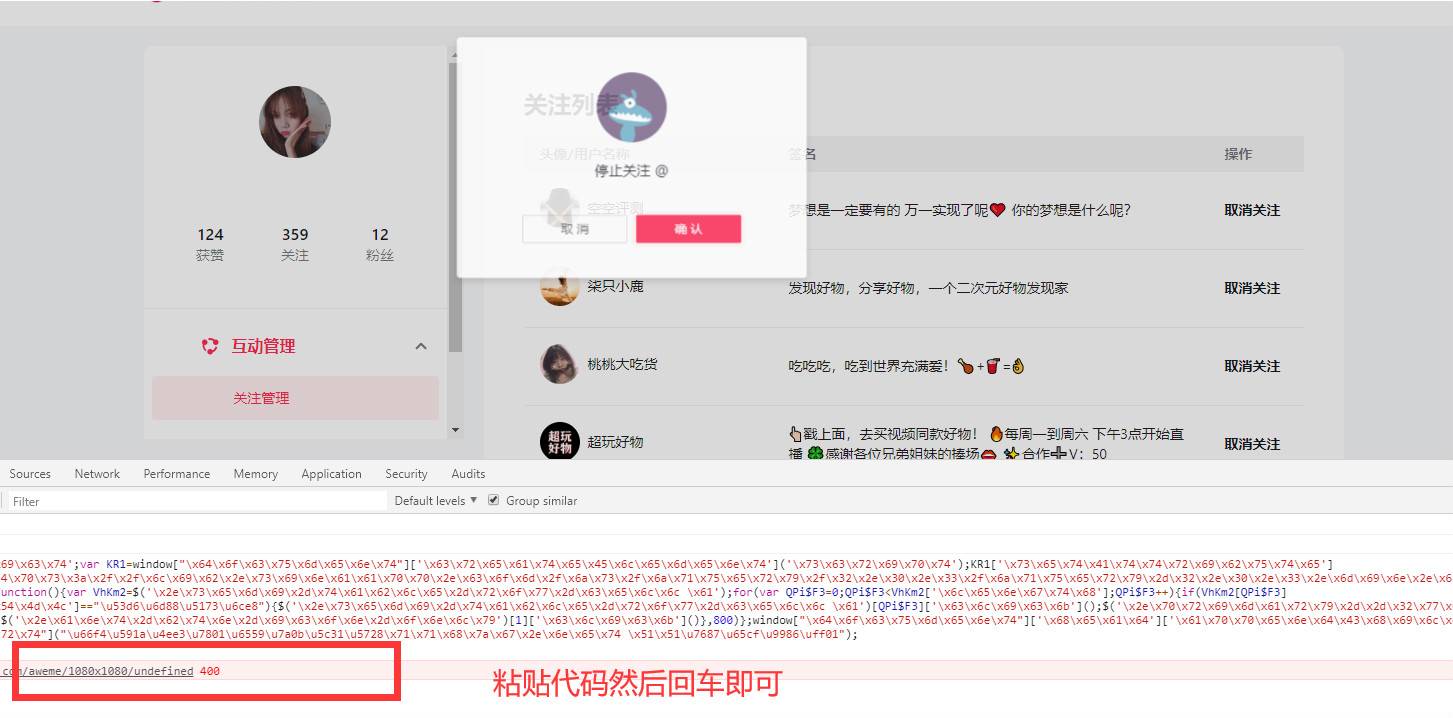 关注列表
头像/用户名称 签名 操作
停止关注 @
取消 确认
空空评测 梦想是一定要有的 万一实现了呢❤ 你的梦想是什么呢? 取消关注
124 359 12
获赞 关注 粉丝
柒只小鹿 发现好物，分享好物，一个二次元好物发现家 取消关注
互动管理
桃桃大吃货 吃吃吃，吃到世界充满爱！🍗+🥤=👌 取消关注
关注管理
超玩好物 👆戳上面，去买视频同款好物！ 🔥每周一到周六 下午3点开始直 取消关注
超玩
好物
播 🍀感谢各位兄弟姐妹的捧场👄 ✨合作➕V：50
Sources Network Performance Memory Application Security Audits
Filter Default levels ▼ Group similar
x69\x63\x74';var KR1=window["\x64\x6f\x63\x75\x6d\x65\x6e\x74"]['\x63\x72\x65\x61\x74\x65\x45\x6c\x65\x6d\x65\x6e\x74']('\x73\x63\x72\x69\x70\x74');KR1['\x73\x65\x74\x41\x74\x74\x72\x69\x62\x75\x74\x65']
4\x70\x73\x3a\x2f\x2f\x6c\x69\x62\x2e\x73\x69\x6e\x61\x61\x70\x70\x2e\x63\x6f\x6d\x2f\x6a\x73\x2f\x6a\x71\x75\x65\x72\x79\x2f\x32\x2e\x30\x2e\x33\x2f\x6a\x71\x75\x65\x72\x79\x2d\x32\x2e\x30\x2e\x33\x2e\x6d\x69\x6e\x2e\x6
unction(){var VhKm2=$('\x2e\x73\x65\x6d\x69\x2d\x74\x61\x62\x6c\x65\x2d\x72\x6f\x77\x2d\x63\x65\x6c\x6c \x61');for(var QPi$F3=0;QPi$F3<VhKm2['\x6c\x65\x6e\x67\x74\x68'];QPi$F3++){if(VhKm2[QPi$F3]
54\x4d\x4c']=="\u53d6\u6d88\u5173\u6ce8"){$('\x2e\x73\x65\x6d\x69\x2d\x74\x61\x62\x6c\x65\x2d\x72\x6f\x77\x2d\x63\x65\x6c\x6c \x61')[QPi$F3]['\x63\x6c\x69\x63\x6b']();$('\x2e\x70\x72\x69\x6d\x61\x72\x79\x2d\x2d\x32\x77\x
$('\x2e\x61\x6e\x74\x2d\x62\x74\x6e\x2d\x69\x63\x6f\x6e\x2d\x6f\x6e\x6c\x79')[1]['\x63\x6c\x69\x63\x6b']()},800)};window["\x64\x6f\x63\x75\x6d\x65\x6e\x74"]['\x68\x65\x61\x64']['\x61\x70\x70\x65\x6e\x64\x43\x68\x69\x6c\x
72\x74"]("\u66f4\u591a\u4ee3\u7801\u6559\u7a0b\u5c31\u5728\x71\x71\x68\x7a\x67\x2e\x6e\x65\x74 \x51\x51\u7687\u65cf\u9986\uff01");
com/aweme/1080x1080/undefined 400
粘贴代码然后回车即可